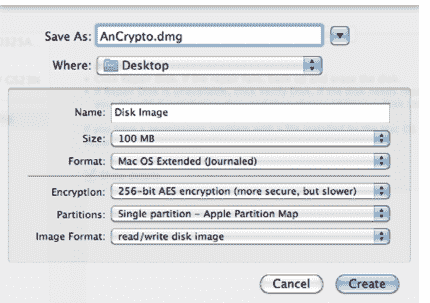 Save As: AnCrypto.dmg
Where: Desktop
Name: Disk Image
Size: 100 MB
Format: Mac OS Extended (Journaled)
Encryption: 256-bit AES encryption (more secure, but slower)
Partitions: Single partition - Apple Partition Map
Image Format: read/write disk image
Cancel Create